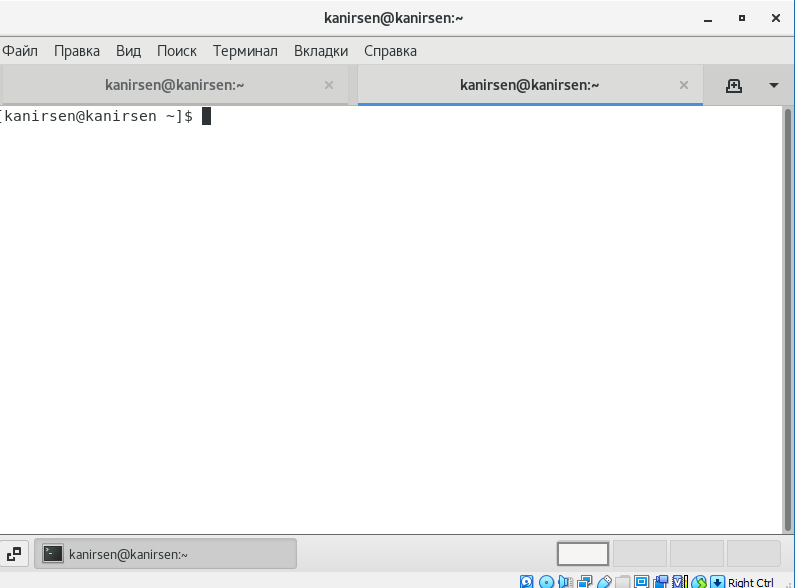 kanirsen@kanirsen:~
Файл Правка Вид Поиск Терминал Вкладки Справка
kanirsen@kanirsen:~ kanirsen@kanirsen:~
[kanirsen@kanirsen ~]$
kanirsen@kanirsen:~
Right Ctrl